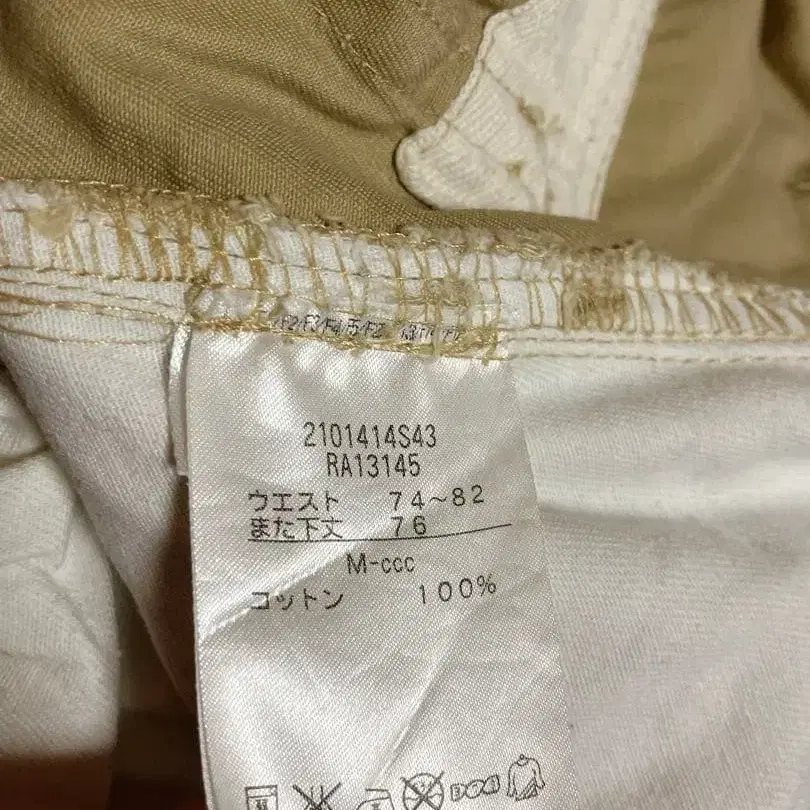 2101414S43
RA13145
ウエスト 74~82
また下丈 76
M-ccc
コットン 100%